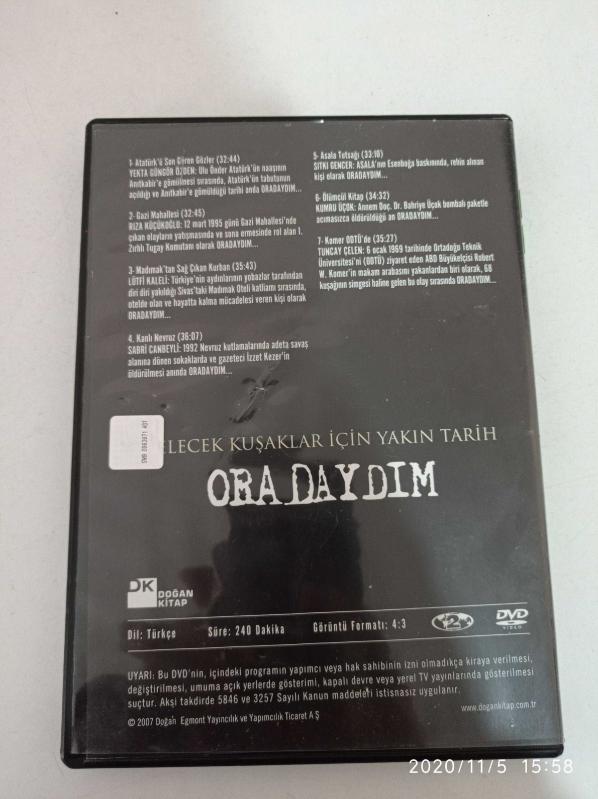 1- Atatürk'ü Son Gören Gözler (32:44)
YEKTA GÜNGÖR ÖZDEN: Ulu Önder Atatürk'ün naaşının
Anıtkabir'e gömülmesi sırasında, Atatürk'ün tabutunun
açıldığı ve Anıtkabir'e gömüldüğü tarihi anda ORADAYDIM...
2- Gazi Mahallesi (32:45)
RIZA KÜÇÜKOĞLU: 12 mart 1995 günü Gazi Mahallesi'nde
çıkan olayların yatışmasında ve sona ermesinde rol alan 1.
Zırhlı Tugay Komutanı olarak ORADAYDIM...
3- Madımak'tan Sağ Çıkan Kurban (35:43)
LÜTFİ KALELİ: Türkiye'nin aydınlarının yobazlar tarafından
diri diri yakıldığı Sivas'taki Madımak Oteli katliamı sırasında,
otelde olan ve hayatta kalma mücadelesi veren kişi olarak
ORADAYDIM...
4. Kanlı Nevruz (36:07)
SABRİ CANBEYLİ: 1992 Nevruz kutlamalarında adeta savaş
alanına dönen sokaklarda ve gazeteci İzzet Kezer'in
öldürülmesi anında ORADAYDIM...
5- Asala Tutsağı (33:10)
SITKI GENCER: ASALA'nın Esenboğa baskınında, rehin alınan
kişi olarak ORADAYDIM...
6- Ölümcül Kitap (34:32)
KUMRU ÜÇOK: Annem Doç. Dr. Bahriye Üçok bombalı paketle
acımasızca öldürüldüğü an ORADAYDIM...
7- Komer ODTÜ'de (35:27)
TUNCAY ÇELEN: 6 ocak 1969 tarihinde Ortadoğu Teknik
Üniversitesi'ni (ODTÜ) ziyaret eden ABD Büyükelçisi Robert
W. Komer'in makam arabasını yakanlardan biri olarak, 68
kuşağının simgesi haline gelen bu olay sırasında ORADAYDIM...
ELECEK KUŞAKLAR İÇİN YAKIN TARİH
ORADAYDIM
DK DOĞAN
KİTAP
Dil: Türkçe Süre: 240 Dakika Görüntü Formatı: 4:3 2 DVD
VIDEO
UYARI: Bu DVD'nin, içindeki programın yapımcı veya hak sahibinin izni olmadıkça kiraya verilmesi,
değiştirilmesi, umuma açık yerlerde gösterimi, kapalı devre veya yerel TV yayınlarında gösterilmesi
suçtur. Akşi takdirde 5846 ve 3257 Sayılı Kanun maddeleri istisnasız uygulanır.
www.dogankitap.com.tr
© 2007 Doğan Egmont Yayıncılık ve Yapımcılık Ticaret A Ş
2020/11/5 15:58